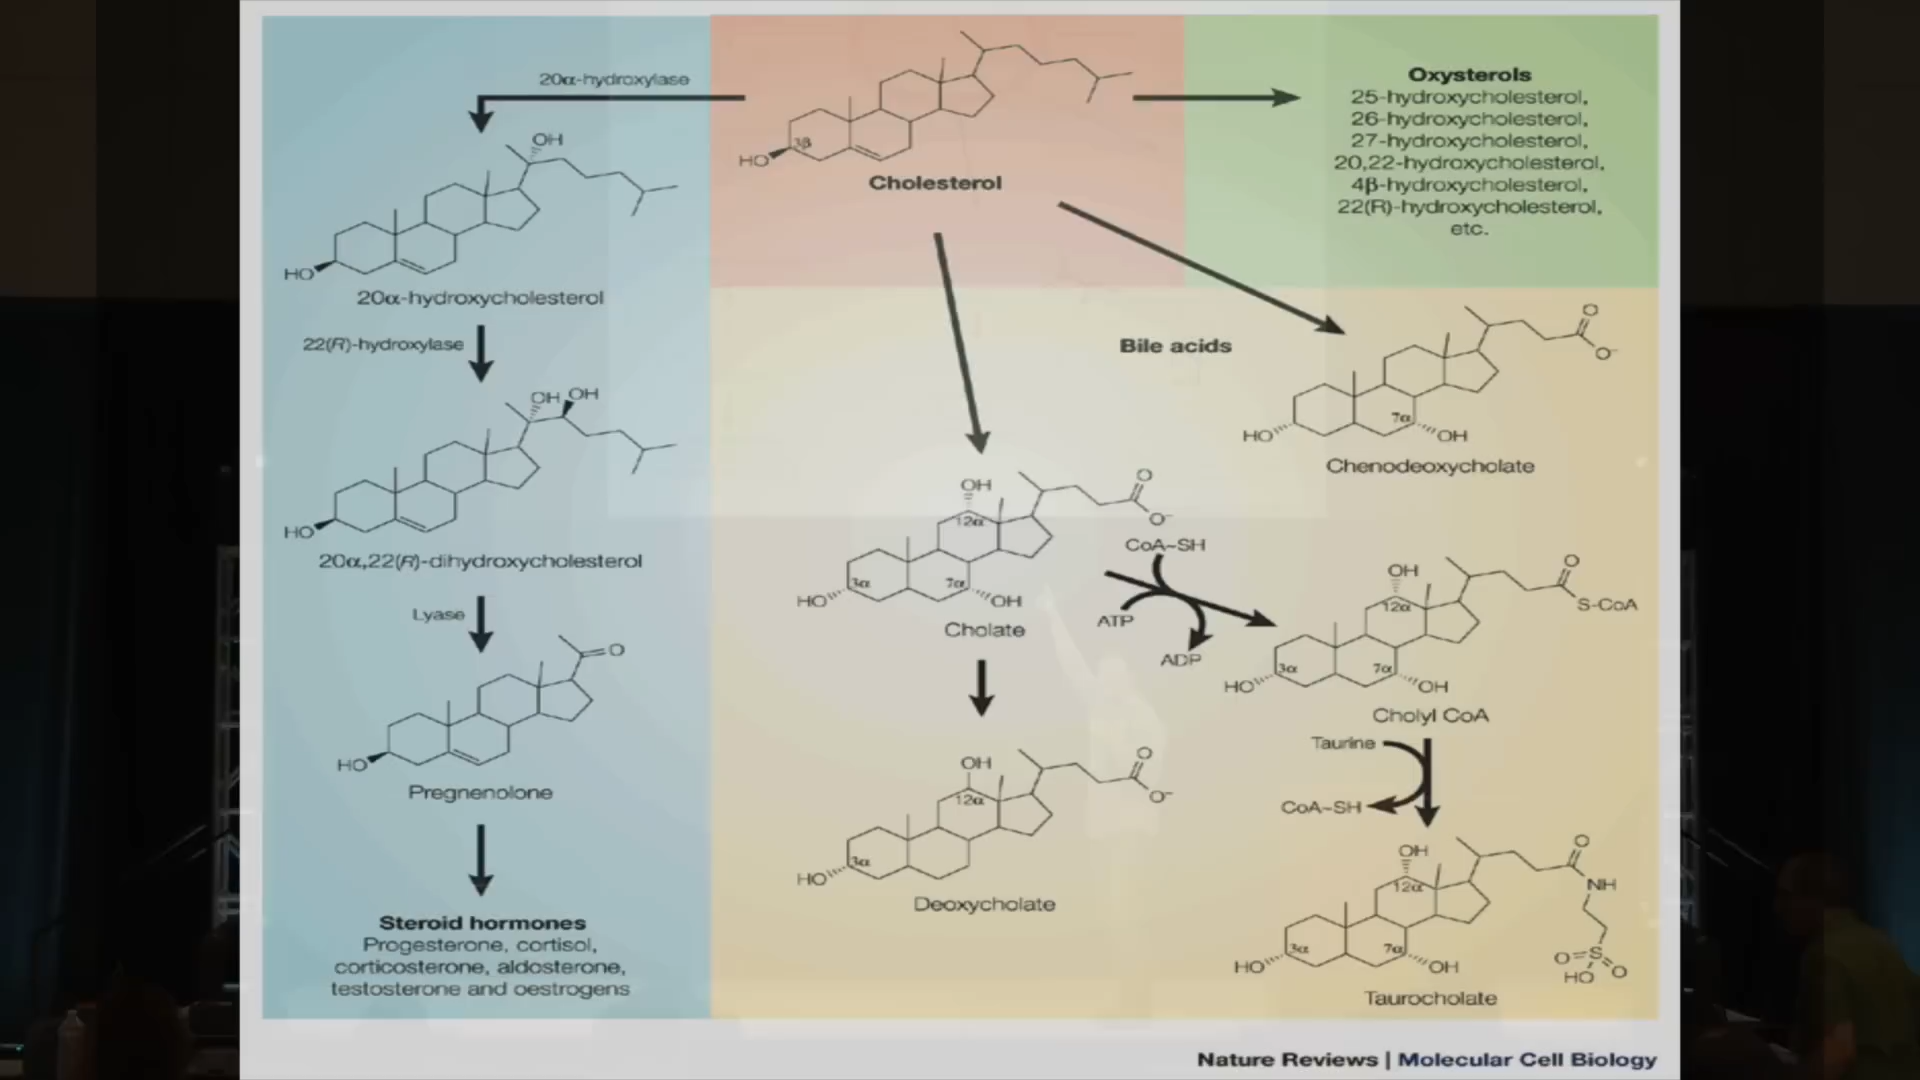 20α-hydroxylase
OH
HO
20α-hydroxycholesterol
22(R)-hydroxylase
OH OH
HO
20α,22(R)-dihydroxycholesterol
Lyase
O
HO
Pregnenolone
Steroid hormones
Progesterone, cortisol,
corticosterone, aldosterone,
testosterone and oestrogens
3β
HO
Cholesterol
Oxysterols
25-hydroxycholesterol,
26-hydroxycholesterol,
27-hydroxycholesterol,
20,22-hydroxycholesterol,
4β-hydroxycholesterol,
22(R)-hydroxycholesterol,
etc.
Bile acids
O
O-
7α
HO
OH
Chenodeoxycholate
OH
O
12α
O-
3α
7α
HO
OH
Cholate
CoA~SH
ATP
ADP
OH
O
12α
S-CoA
3α
7α
HO
OH
Cholyl CoA
Taurine
CoA~SH
OH
O
12α
O-
3α
HO
Deoxycholate
OH
O
12α
NH
3α
7α
O S O
HO
HO
OH
Taurocholate
Nature Reviews | Molecular Cell Biology